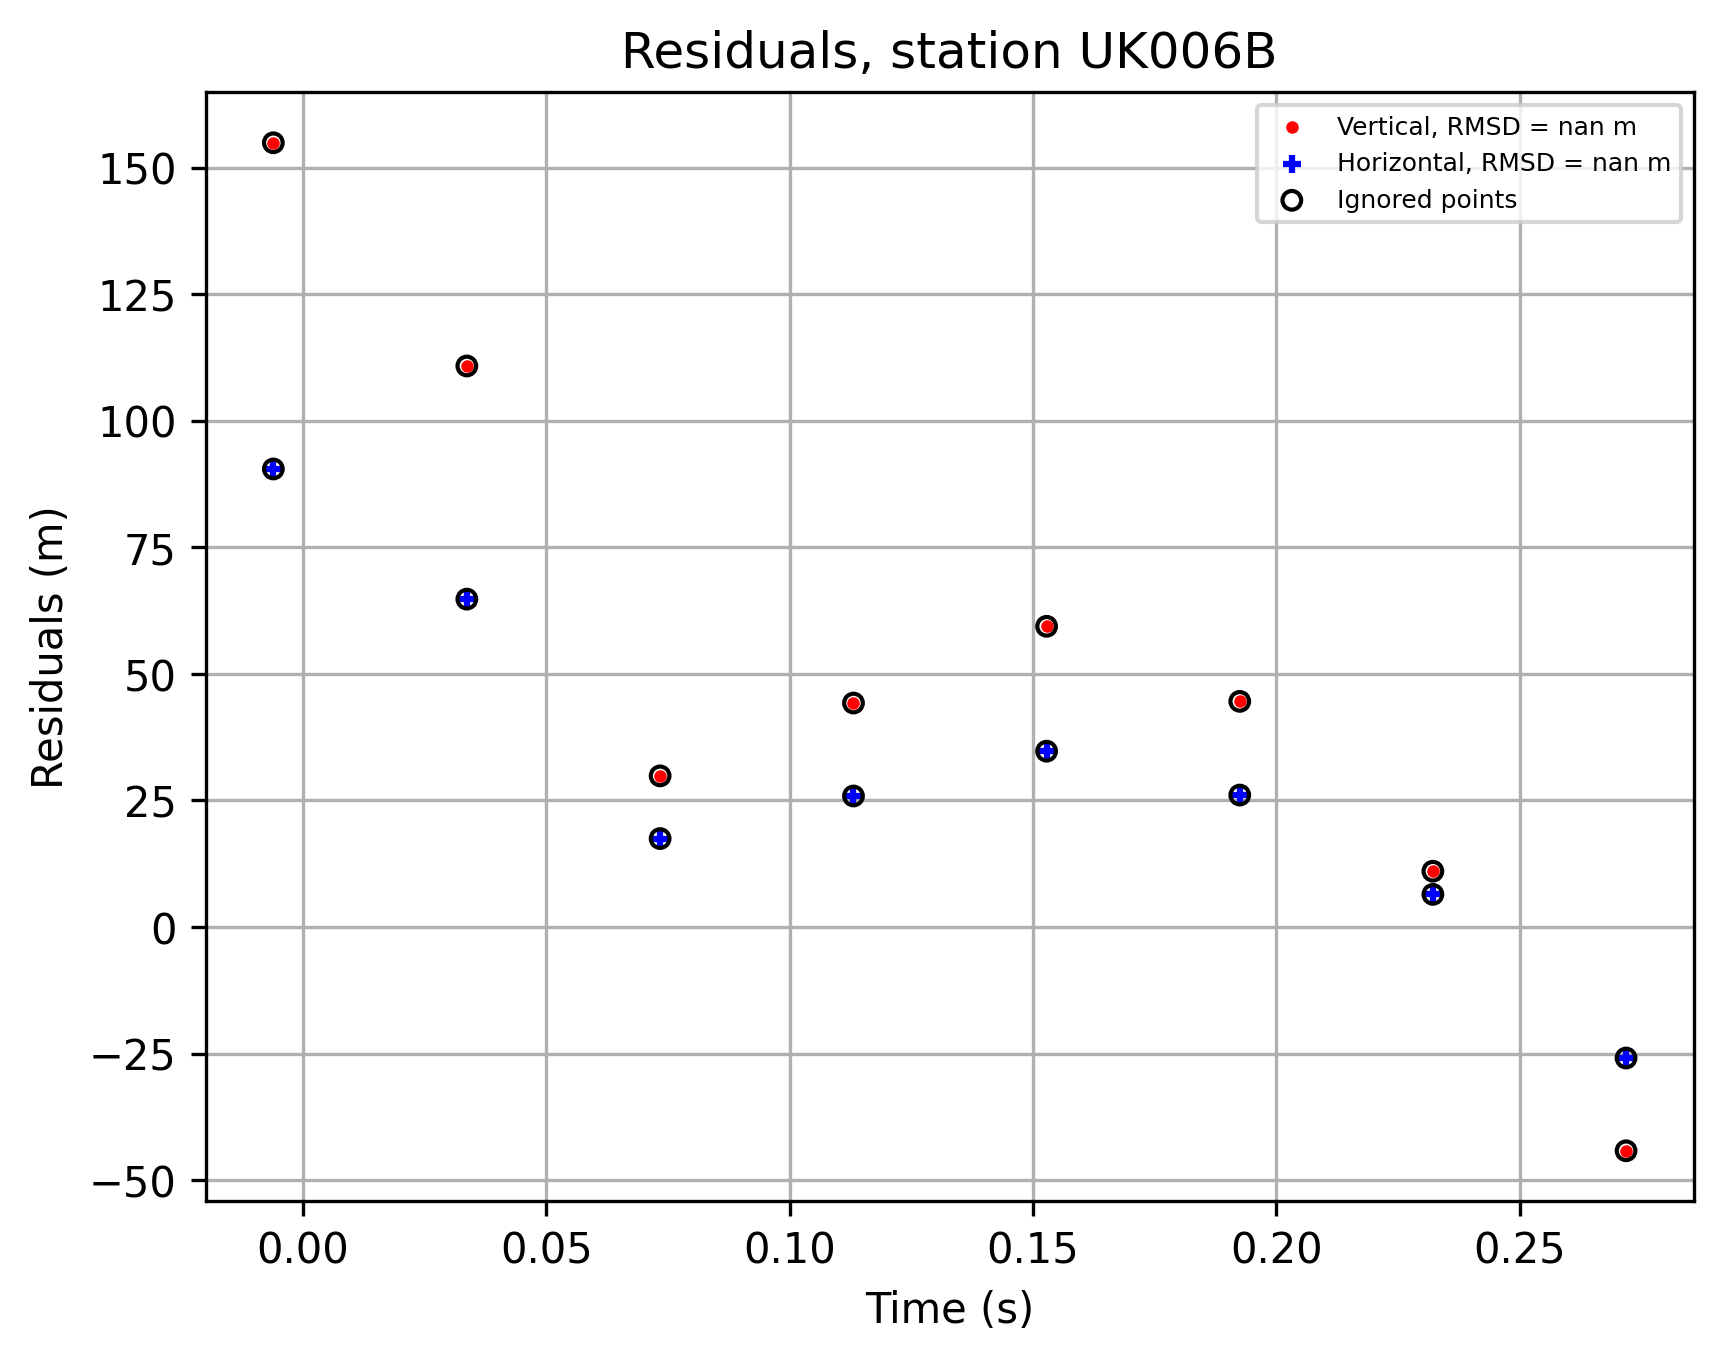 Residuals, station UK006B
Vertical, RMSD = nan m
Horizontal, RMSD = nan m
Ignored points
Residuals (m)
150
125
100
75
50
25
0
−25
−50
0.00 0.05 0.10 0.15 0.20 0.25
Time (s)